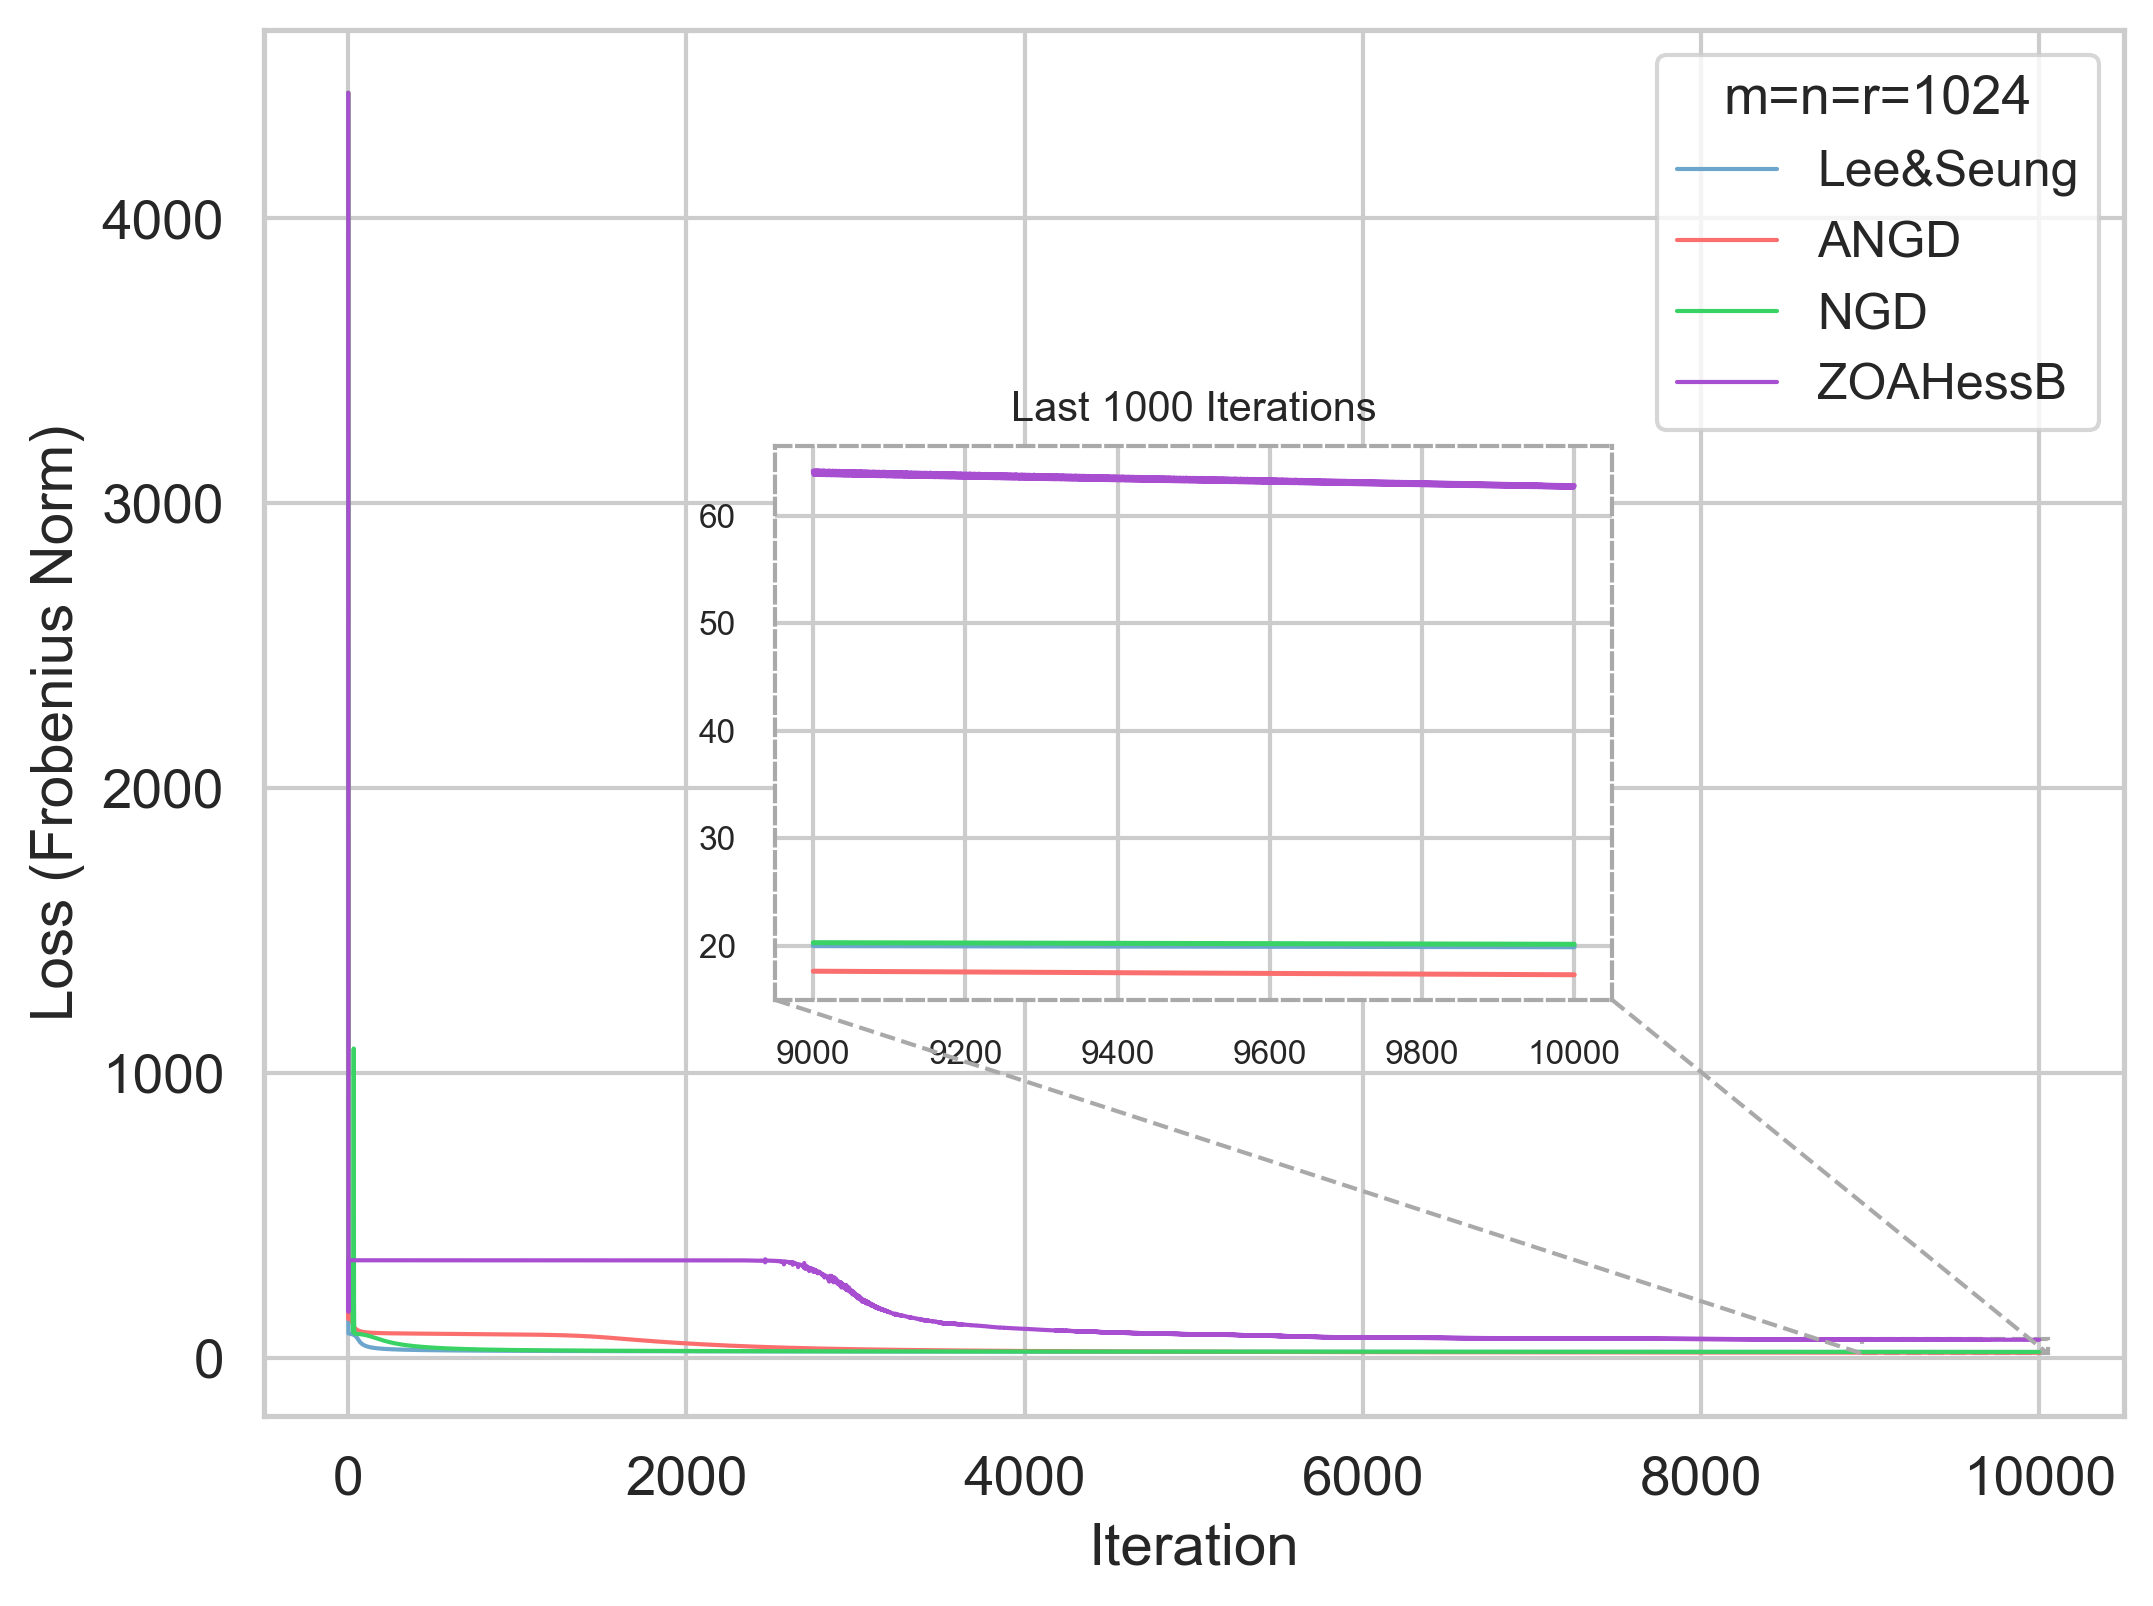 m=n=r=1024
Lee&Seung
ANGD
NGD
ZOAHessB
Last 1000 Iterations
60
50
40
30
20
9000 9200 9400 9600 9800 10000
Loss (Frobenius Norm)
4000
3000
2000
1000
0
0 2000 4000 6000 8000 10000
Iteration